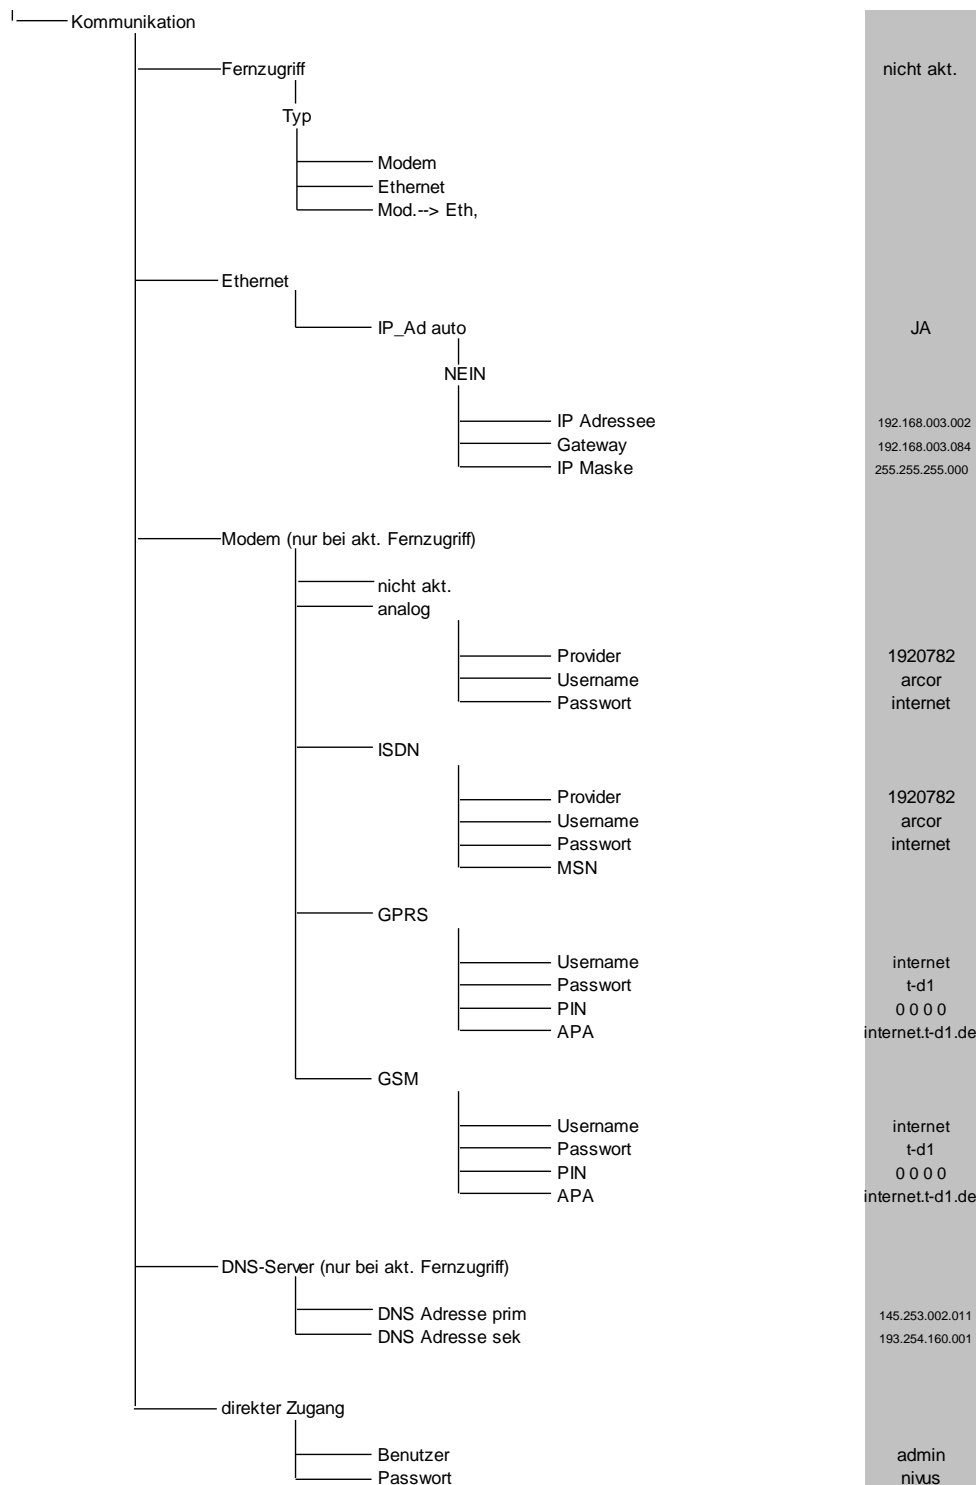 Kommunikation
Fernzugriff nicht akt.
Typ
Modem
Ethernet
Mod.--> Eth,
Ethernet
IP_Ad auto JA
NEIN
IP Adressee 192.168.003.002
Gateway 192.168.003.084
IP Maske 255.255.255.000
Modem (nur bei akt. Fernzugriff)
nicht akt.
analog
Provider 1920782
Username arcor
Passwort internet
ISDN
Provider 1920782
Username arcor
Passwort internet
MSN
GPRS
Username internet
Passwort t-d1
PIN 0 0 0 0
APA internet.t-d1.de
GSM
Username internet
Passwort t-d1
PIN 0 0 0 0
APA internet.t-d1.de
DNS-Server (nur bei akt. Fernzugriff)
DNS Adresse prim 145.253.002.011
DNS Adresse sek 193.254.160.001
direkter Zugang
Benutzer admin
Passwort nivus